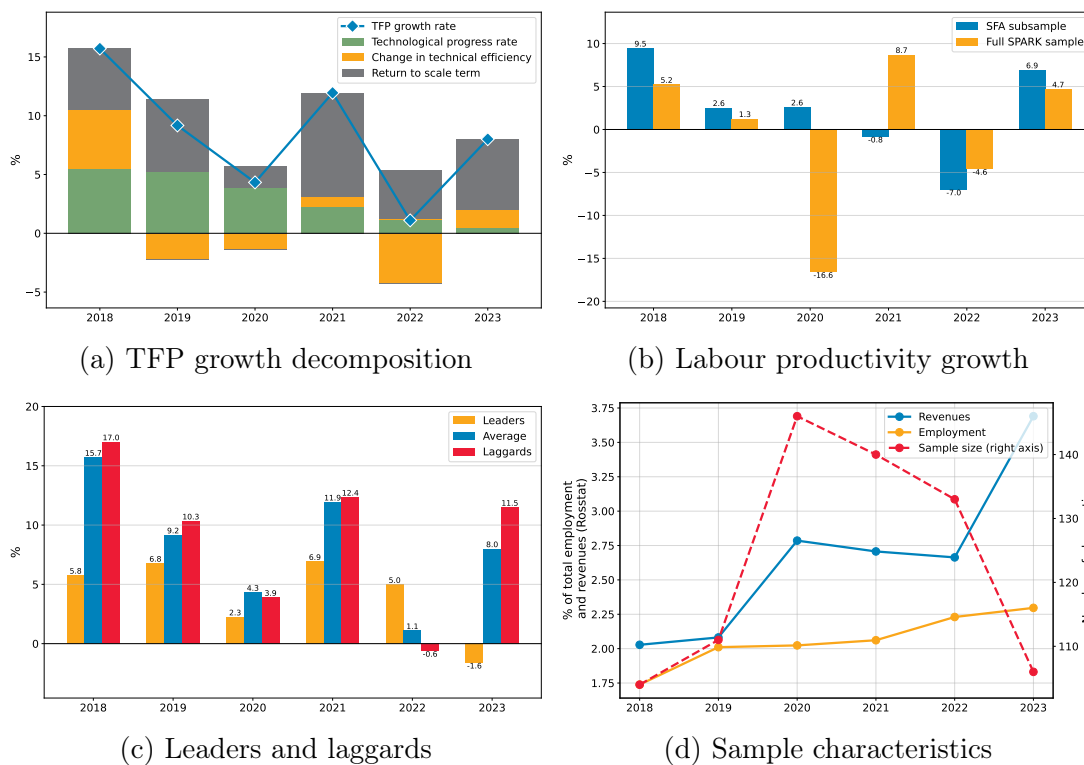 TFP growth rate
Technological progress rate
Change in technical efficiency
Return to scale term
%
15
10
5
0
−5
2018 2019 2020 2021 2022 2023
(a) TFP growth decomposition
SFA subsample
Full SPARK sample
%
10
5
0
−5
−10
−15
−20
9.5 5.2 2.6 1.3 2.6 -16.6 -0.8 8.7 -7.0 -4.6 6.9 4.7
2018 2019 2020 2021 2022 2023
(b) Labour productivity growth
Leaders
Average
Laggards
%
20
15
10
5
0
5.8 15.7 17.0 6.8 9.2 10.3 2.3 4.3 3.9 6.9 11.9 12.4 5.0 1.1 -0.6 -1.6 8.0 11.5
2018 2019 2020 2021 2022 2023
(c) Leaders and laggards
Revenues
Employment
Sample size (right axis)
% of total employment
and revenues (Rosstat)
3.75
3.50
3.25
3.00
2.75
2.50
2.25
2.00
1.75
140
130
120
110
2018 2019 2020 2021 2022 2023
(d) Sample characteristics